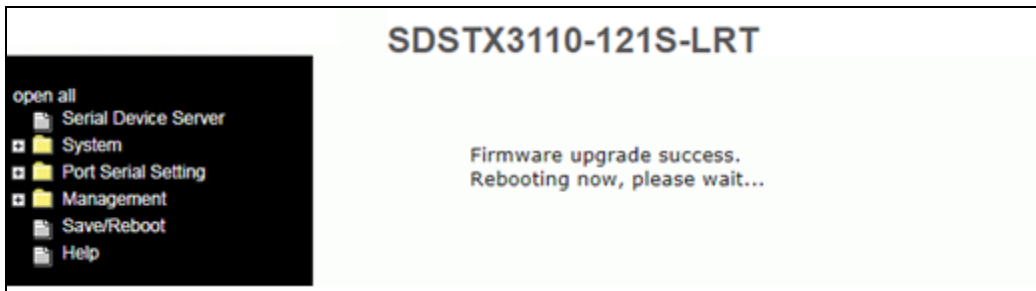 SDSTX3110-121S-LRT
open all
Serial Device Server
System
Port Serial Setting
Management
Save/Reboot
Help
Firmware upgrade success.
Rebooting now, please wait...